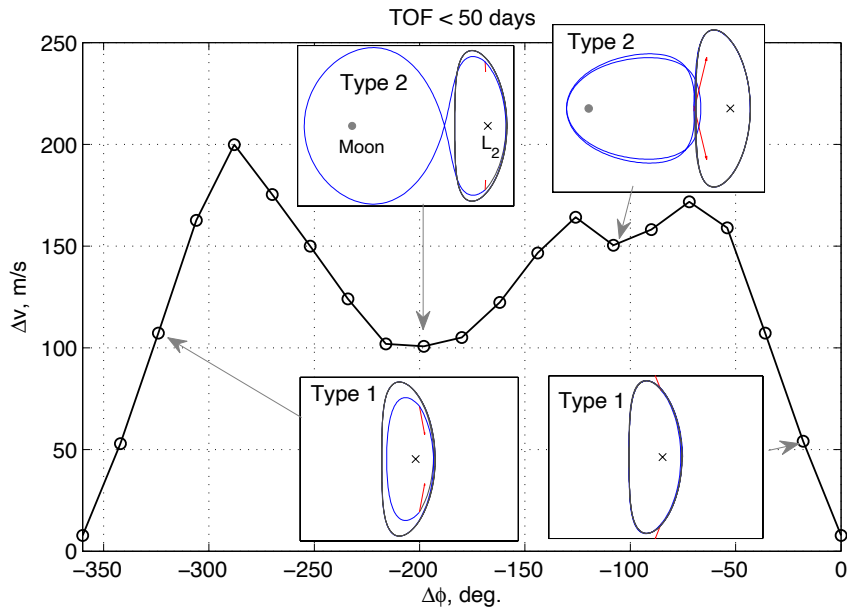 TOF < 50 days
250
200
150
100
50
0
Δv, m/s
Type 2
Moon
L2
Type 2
Type 1
Type 1
−350 −300 −250 −200 −150 −100 −50 0
Δϕ, deg.